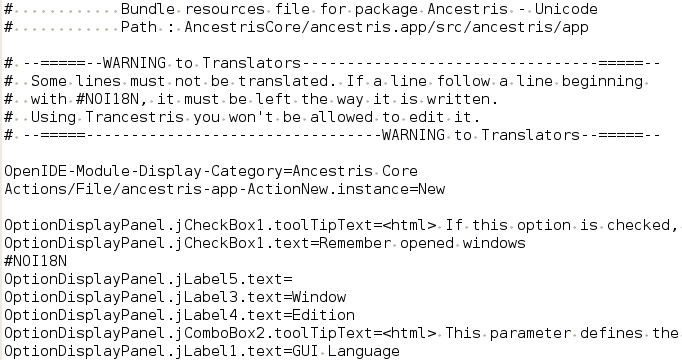 #            Bundle resources file for package Ancestris - Unicode
#            Path : AncestrisCore/ancestris.app/src/ancestris/app
# --=====--WARNING to Translators---------------------------------=====--
#  Some lines must not be translated. If a line follow a line beginning
#  with #NOI18N, it must be left the way it is written.
#  Using Trancestris you won't be allowed to edit it.
# --=====---------------------------------WARNING to Translators--=====--
OpenIDE-Module-Display-Category=Ancestris Core
Actions/File/ancestris-app-ActionNew.instance=New
OptionDisplayPanel.jCheckBox1.toolTipText=<html> If this option is checked,
OptionDisplayPanel.jCheckBox1.text=Remember opened windows
#NOI18N
OptionDisplayPanel.jLabel5.text=
OptionDisplayPanel.jLabel3.text=Window
OptionDisplayPanel.jLabel4.text=Edition
OptionDisplayPanel.jComboBox2.toolTipText=<html> This parameter defines the
OptionDisplayPanel.jLabel1.text=GUI Language